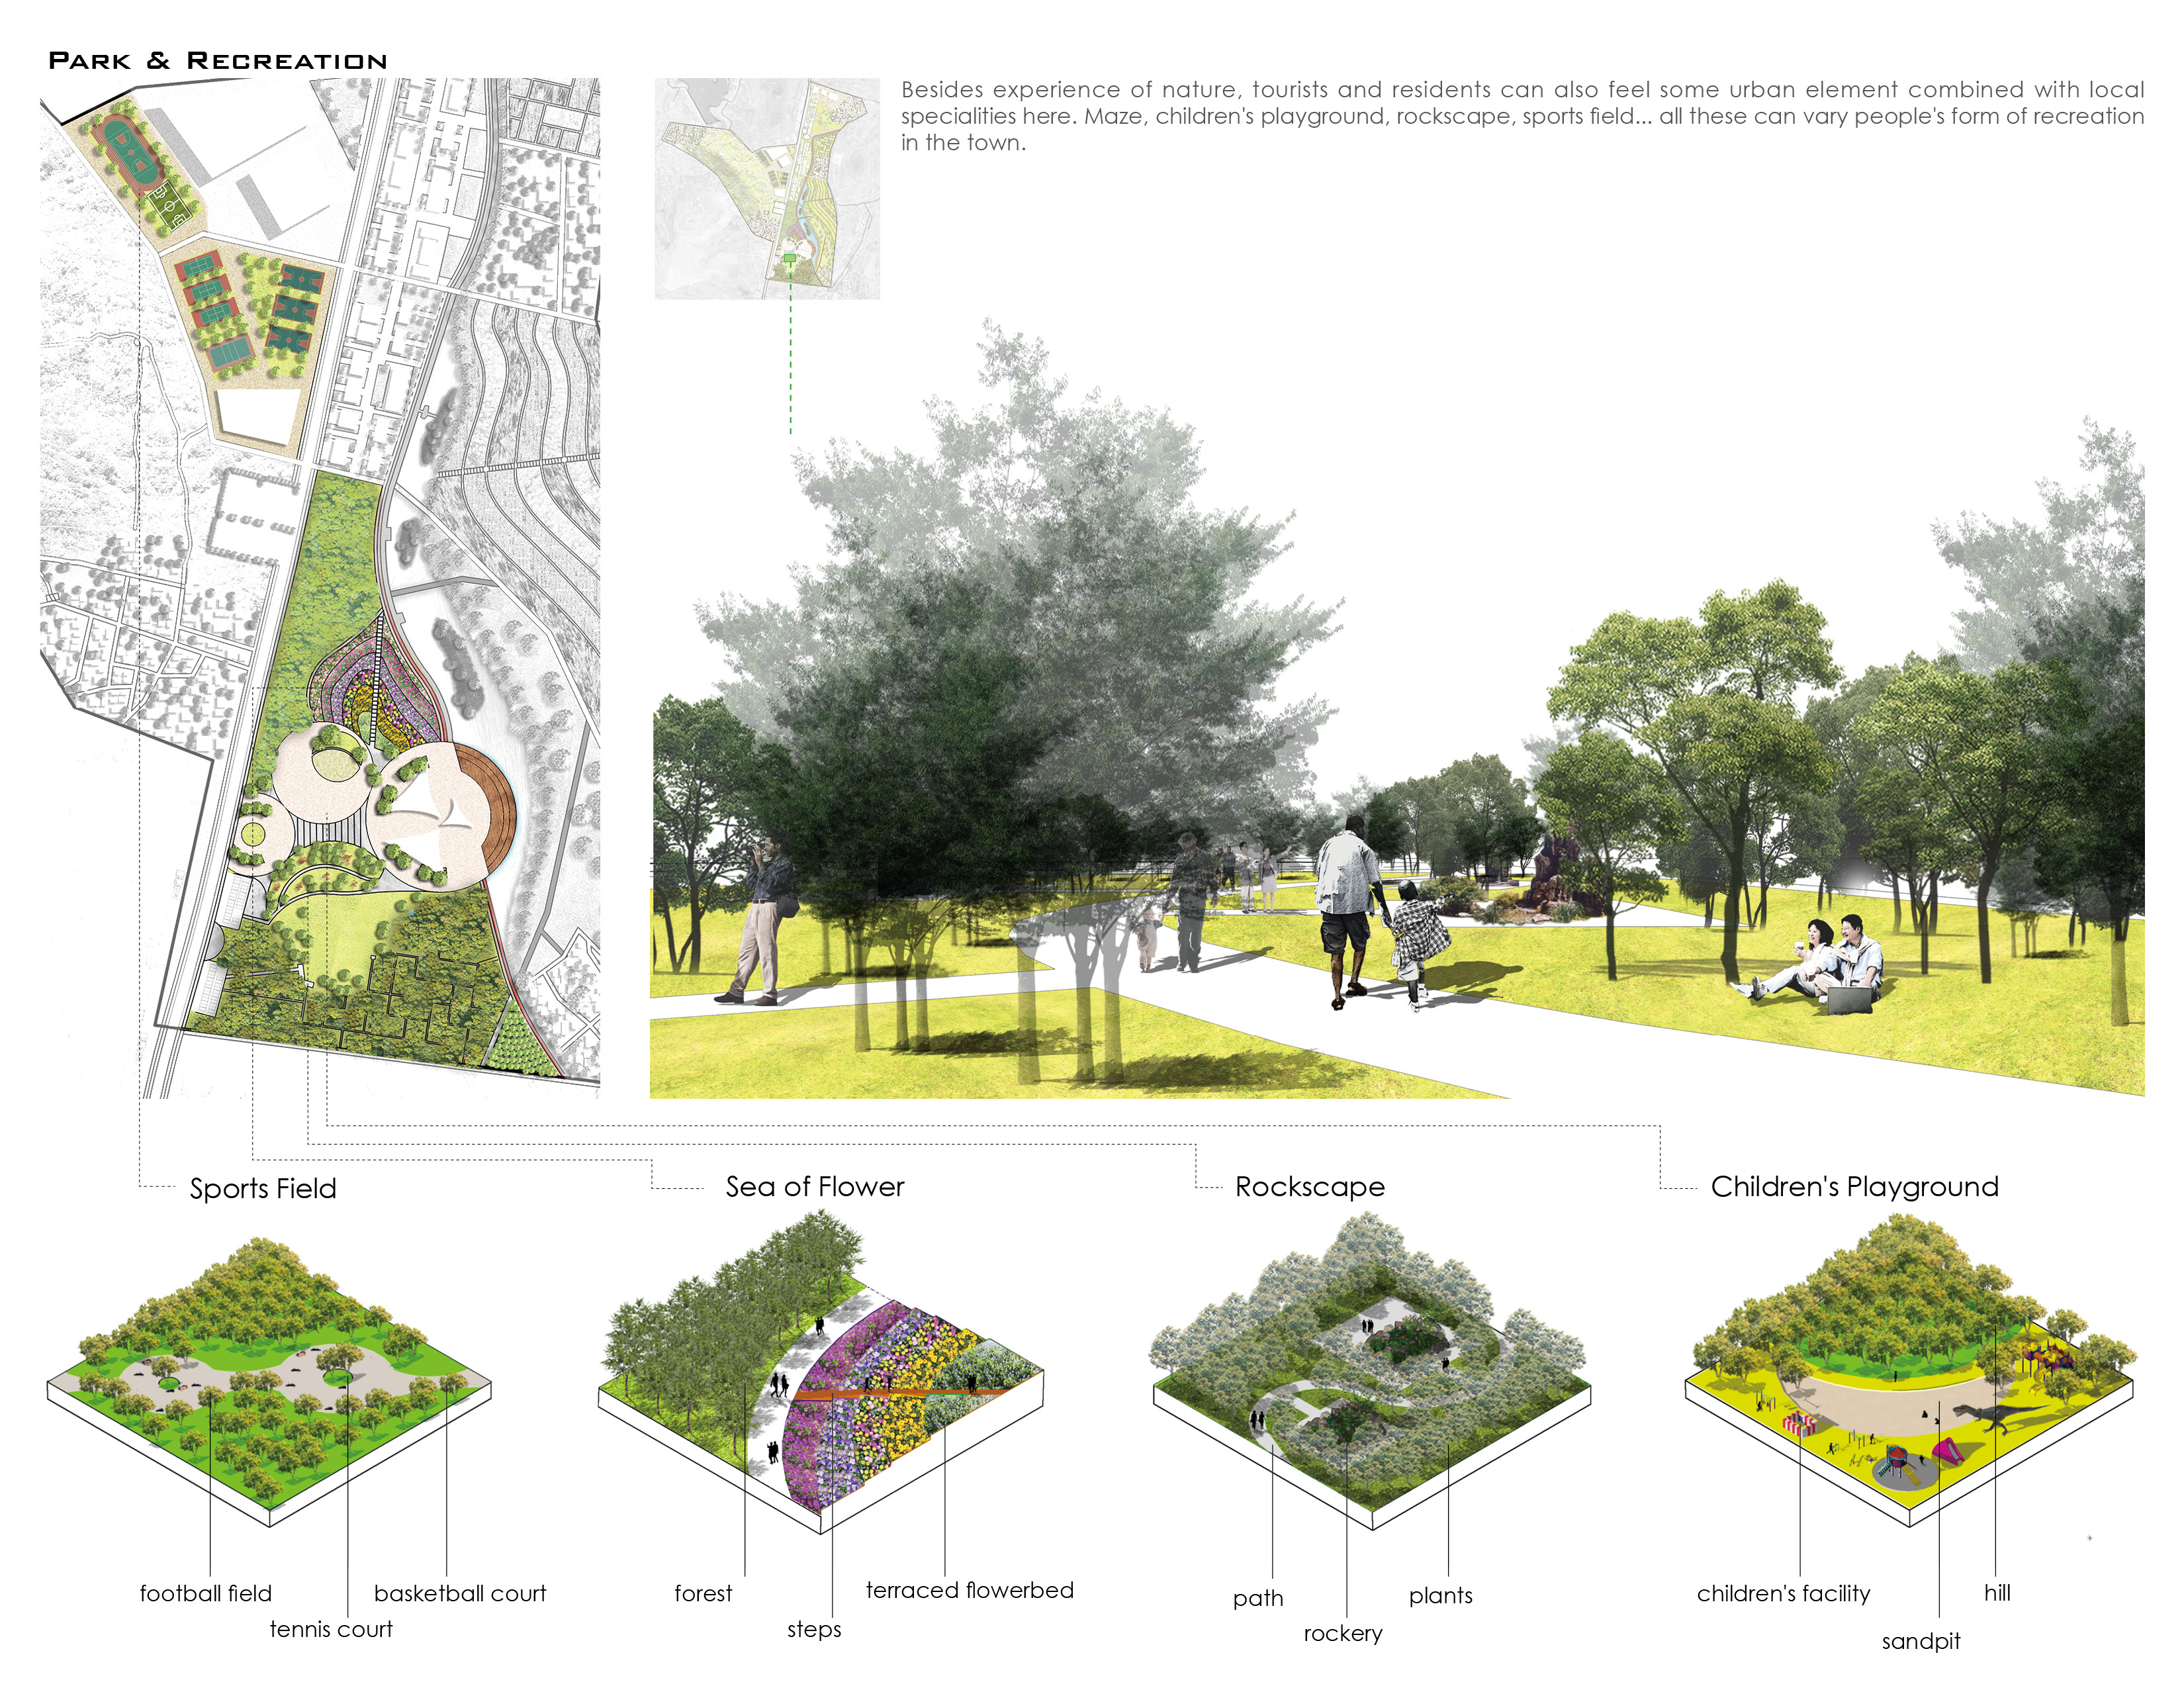 Park & Recreation
Besides experience of nature, tourists and residents can also feel some urban element combined with local
specialities here. Maze, children's playground, rockscape, sports field... all these can vary people's form of recreation
in the town.
Sports Field
Sea of Flower
Rockscape
Children's Playground
football field
tennis court
basketball court
forest
steps
terraced flowerbed
path
rockery
plants
children's facility
sandpit
hill